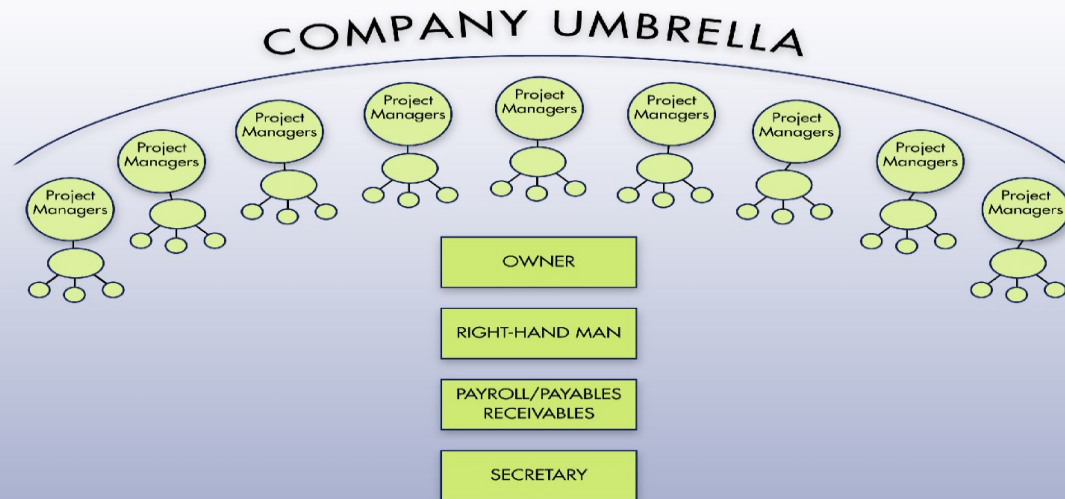 COMPANY UMBRELLA
Project
Managers
Project
Managers
Project
Managers
Project
Managers
Project
Managers
Project
Managers
Project
Managers
Project
Managers
Project
Managers
OWNER
RIGHT-HAND MAN
PAYROLL/PAYABLES
RECEIVABLES
SECRETARY